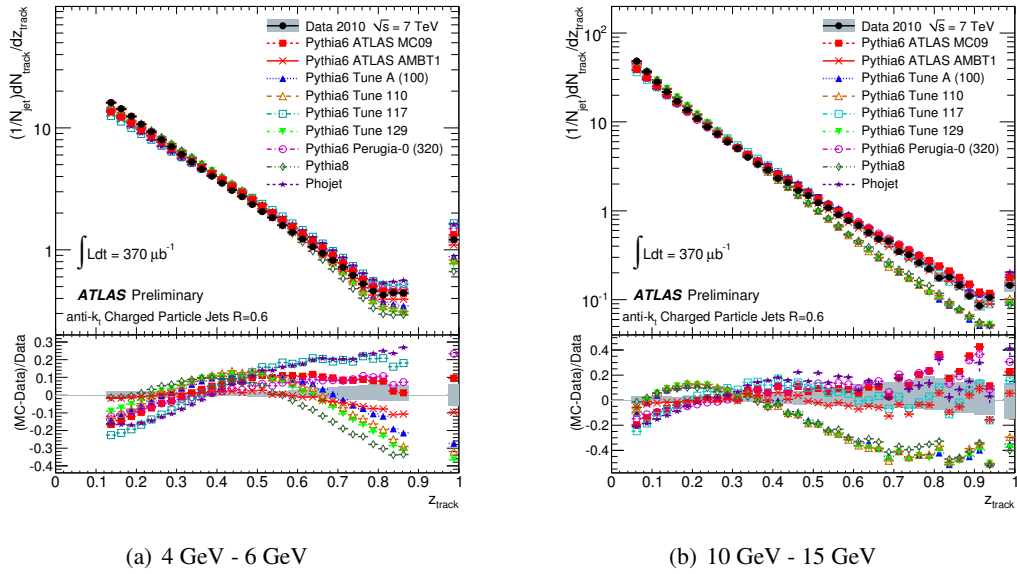 (1/N_jet)dN_track/dz_track
10
1
Data 2010 √s = 7 TeV
Pythia6 ATLAS MC09
Pythia6 ATLAS AMBT1
Pythia6 Tune A (100)
Pythia6 Tune 110
Pythia6 Tune 117
Pythia6 Tune 129
Pythia6 Perugia-0 (320)
Pythia8
Phojet
∫Ldt = 370 μb⁻¹
ATLAS Preliminary
anti-k_t Charged Particle Jets R=0.6
(MC-Data)/Data
0.3
0.2
0.1
0
-0.1
-0.2
-0.3
-0.4
0 0.1 0.2 0.3 0.4 0.5 0.6 0.7 0.8 0.9 1
z_track
(a) 4 GeV - 6 GeV
(1/N_jet)dN_track/dz_track
10²
10
1
10⁻¹
Data 2010 √s = 7 TeV
Pythia6 ATLAS MC09
Pythia6 ATLAS AMBT1
Pythia6 Tune A (100)
Pythia6 Tune 110
Pythia6 Tune 117
Pythia6 Tune 129
Pythia6 Perugia-0 (320)
Pythia8
Phojet
∫Ldt = 370 μb⁻¹
ATLAS Preliminary
anti-k_t Charged Particle Jets R=0.6
(MC-Data)/Data
0.4
0.2
0
-0.2
-0.4
0 0.1 0.2 0.3 0.4 0.5 0.6 0.7 0.8 0.9 1
z_track
(b) 10 GeV - 15 GeV